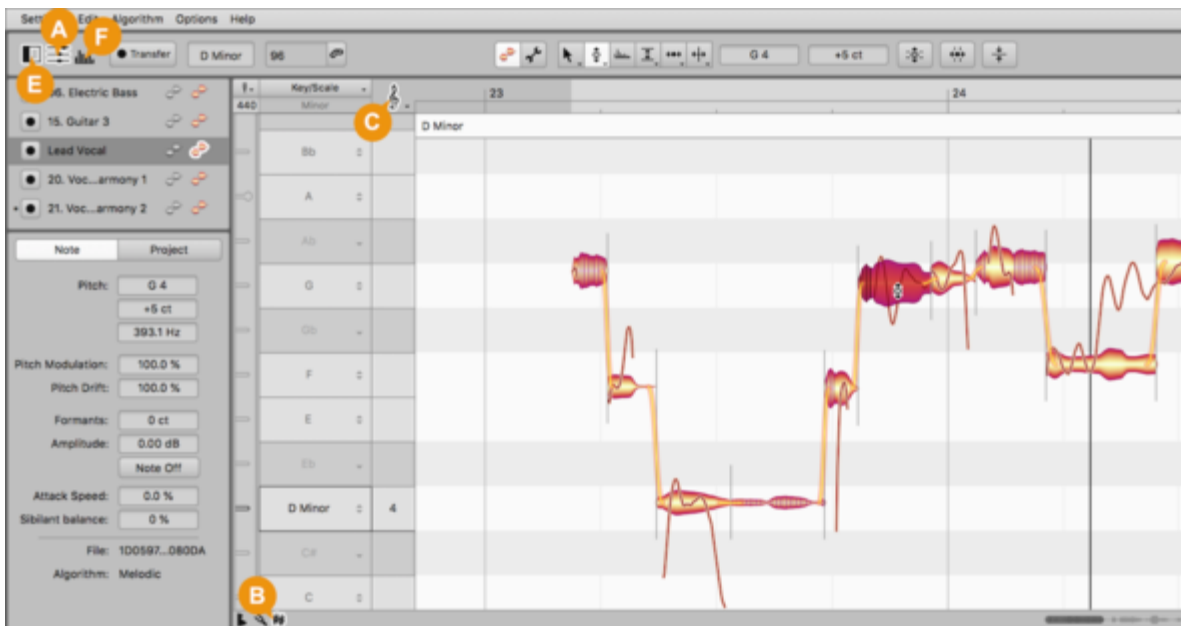 Edit Algorithm Options Help
A
F
Transfer D Minor 96 G 4 +5 ct
E
06. Electric Bass
15. Guitar 3
Lead Vocal
20. Voc...armony 1
21. Voc...armony 2
Note Project
Pitch: G 4
+5 ct
393.1 Hz
Pitch Modulation: 100.0 %
Pitch Drift: 100.0 %
Formants: 0 ct
Amplitude: 0.00 dB
Note Off
Attack Speed: 0.0 %
Sibilant balance: 0 %
File: 1D0597...080DA
Algorithm: Melodic
Key/Scale
440 Minor
C
23 24
D Minor
Bb
A
Ab
G
Gb
F
E
Eb
D Minor 4
C#
C
B